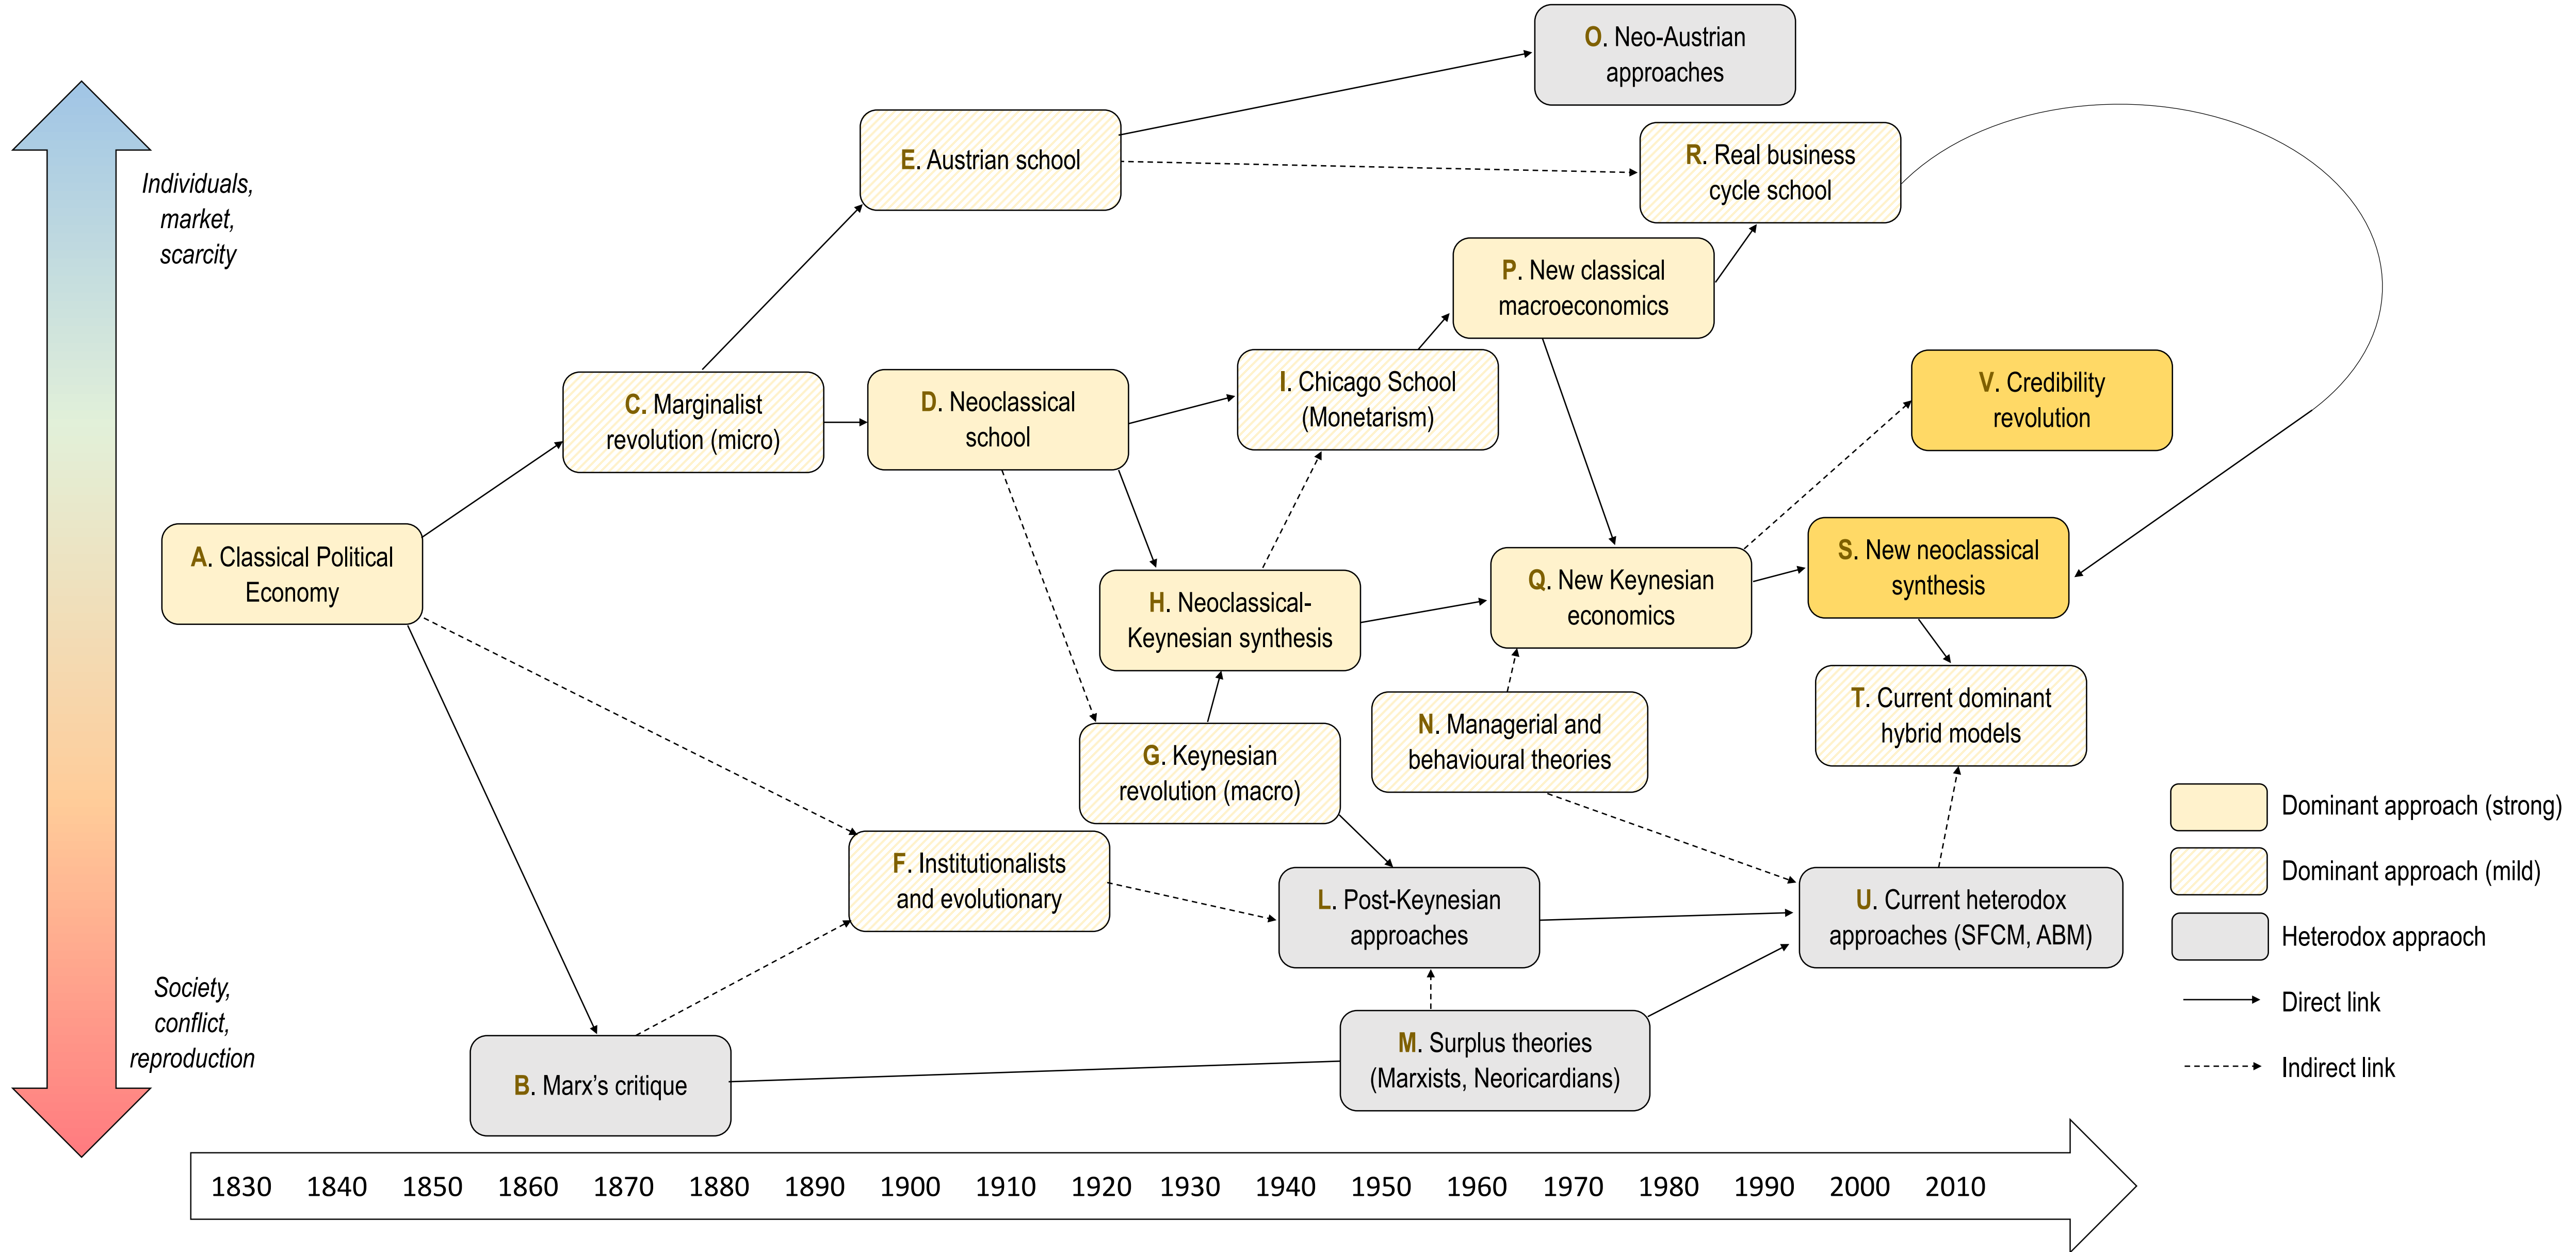 O. Neo-Austrian
approaches
Individuals,
market,
scarcity
E. Austrian school
R. Real business
cycle school
P. New classical
macroeconomics
C. Marginalist
revolution (micro)
D. Neoclassical
school
I. Chicago School
(Monetarism)
V. Credibility
revolution
A. Classical Political
Economy
H. Neoclassical-
Keynesian synthesis
Q. New Keynesian
economics
S. New neoclassical
synthesis
G. Keynesian
revolution (macro)
N. Managerial and
behavioural theories
T. Current dominant
hybrid models
F. Institutionalists
and evolutionary
L. Post-Keynesian
approaches
U. Current heterodox
approaches (SFCM, ABM)
Society,
conflict,
reproduction
B. Marx’s critique
M. Surplus theories
(Marxists, Neoricardians)
Dominant approach (strong)
Dominant approach (mild)
Heterodox appraoch
Direct link
Indirect link
1830 1840 1850 1860 1870 1880 1890 1900 1910 1920 1930 1940 1950 1960 1970 1980 1990 2000 2010